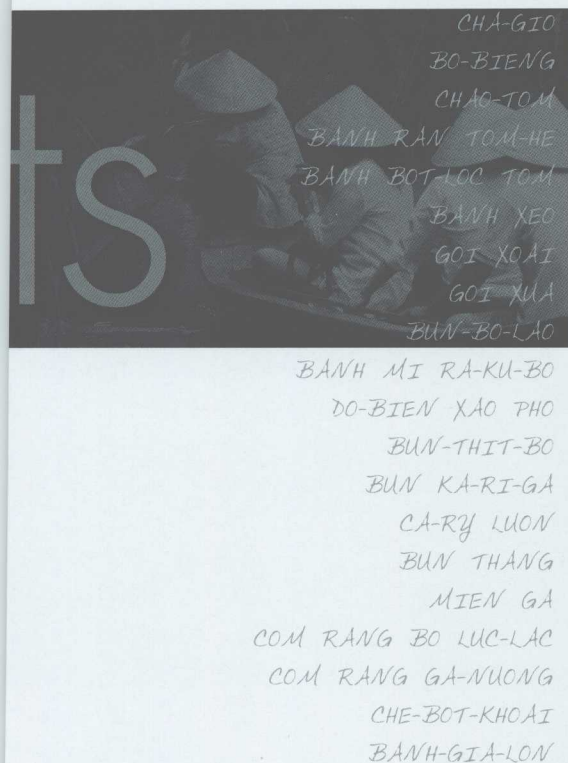 CHA-GIO
BO-BIENG
CHAO-TOM
BANH RAN TOM-HE
BANH BOT-LOC TOM
ts
BANH XEO
GOI XOAI
GOI XUA
BUN-BO-LAO
BANH MI RA-KU-BO
DO-BIEN XAO PHO
BUN-THIT-BO
BUN KA-RI-GA
CA-RY LUON
BUN THANG
MIEN GA
COM RANG BO LUC-LAC
COM RANG GA-NUONG
CHE-BOT-KHOAI
BANH-GIA-LON